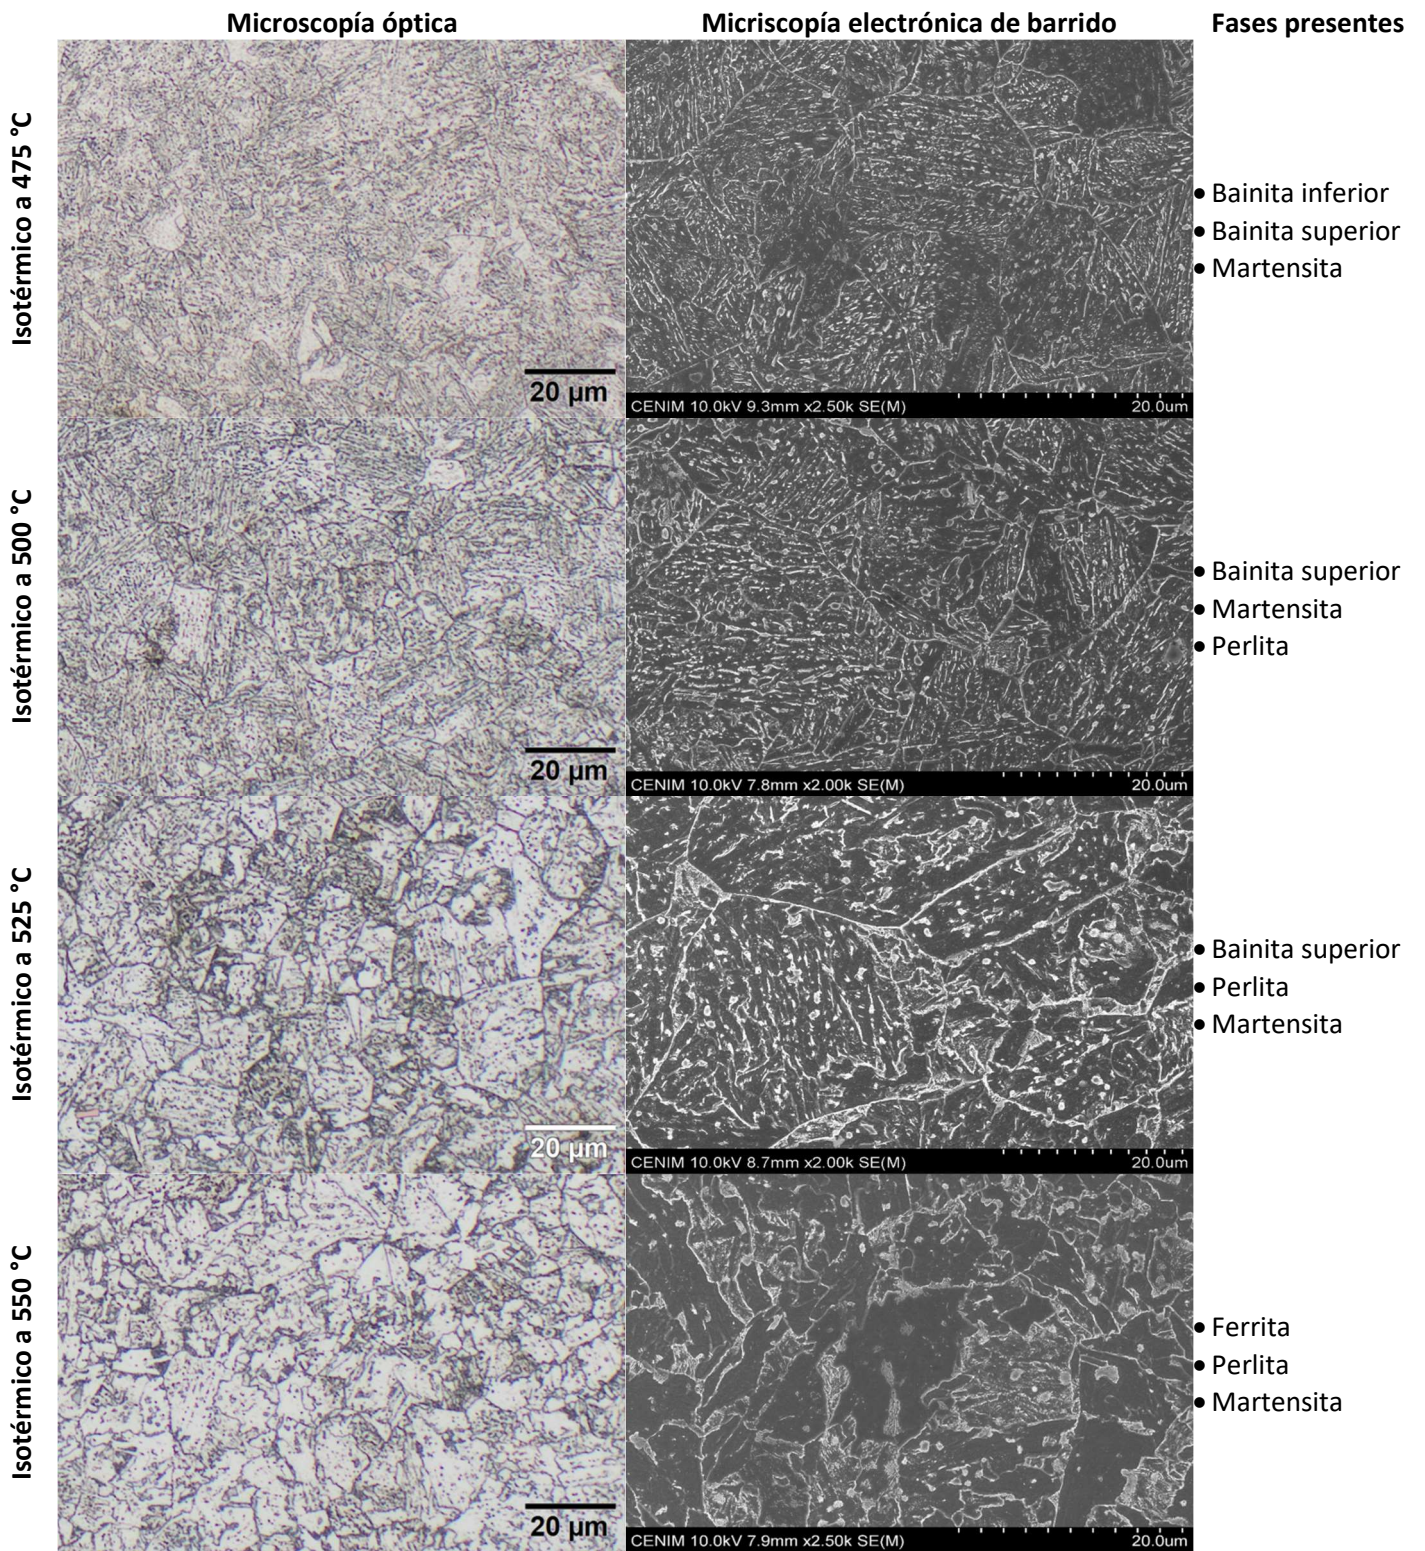 Microscopía óptica
Micriscopía electrónica de barrido
Fases presentes
Isotérmico a 475 °C
20 µm
CENIM 10.0kV 9.3mm x2.50k SE(M)
20.0um
• Bainita inferior
• Bainita superior
• Martensita
Isotérmico a 500 °C
20 µm
CENIM 10.0kV 7.8mm x2.00k SE(M)
20.0um
• Bainita superior
• Martensita
• Perlita
Isotérmico a 525 °C
20 µm
CENIM 10.0kV 8.7mm x2.00k SE(M)
20.0um
• Bainita superior
• Perlita
• Martensita
Isotérmico a 550 °C
20 µm
CENIM 10.0kV 7.9mm x2.50k SE(M)
20.0um
• Ferrita
• Perlita
• Martensita